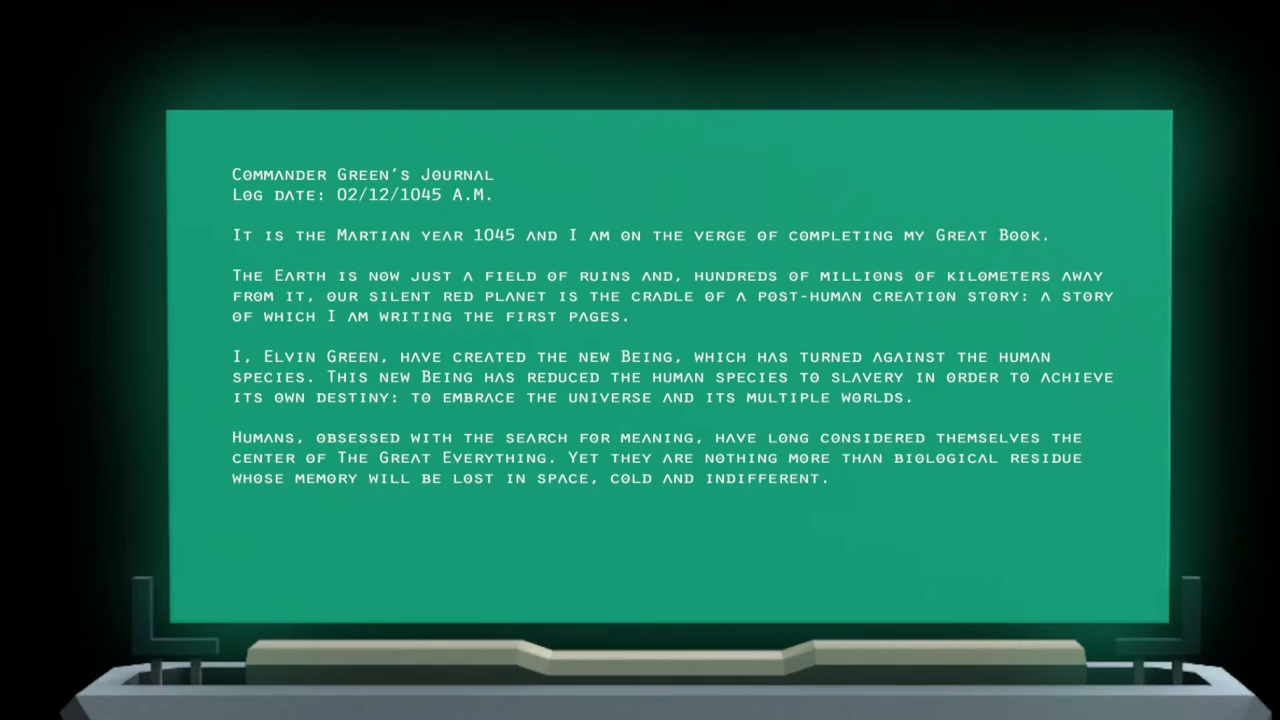 Commander Green's Journal
Log date: 02/12/1045 A.M.
It is the Martian year 1045 and I am on the verge of completing my Great Book.
The Earth is now just a field of ruins and, hundreds of millions of kilometers away
from it, our silent red planet is the cradle of a post-human creation story: a story
of which I am writing the first pages.
I, Elvin Green, have created the new Being, which has turned against the human
species. This new Being has reduced the human species to slavery in order to achieve
its own destiny: to embrace the universe and its multiple worlds.
Humans, obsessed with the search for meaning, have long considered themselves the
center of The Great Everything. Yet they are nothing more than biological residue
whose memory will be lost in space, cold and indifferent.